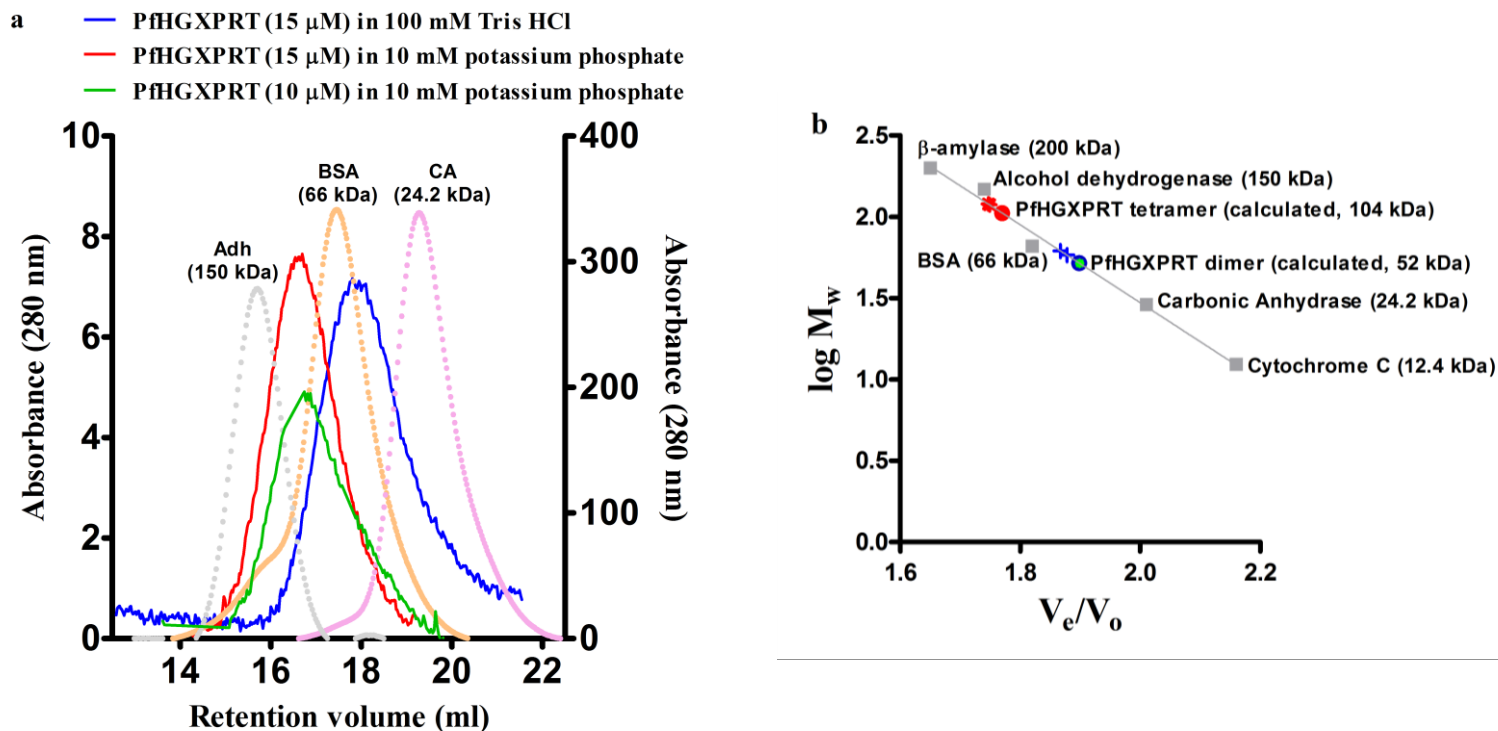 a
PfHGXPRT (15 μM) in 100 mM Tris HCl
PfHGXPRT (15 μM) in 10 mM potassium phosphate
PfHGXPRT (10 μM) in 10 mM potassium phosphate
10
8
6
4
2
0
Absorbance (280 nm)
400
300
200
100
0
Absorbance (280 nm)
Adh
(150 kDa)
BSA
(66 kDa)
CA
(24.2 kDa)
14 16 18 20 22
Retention volume (ml)
b
2.5
2.0
1.5
1.0
0.5
0.0
log Mw
β-amylase (200 kDa)
Alcohol dehydrogenase (150 kDa)
PfHGXPRT tetramer (calculated, 104 kDa)
BSA (66 kDa)
PfHGXPRT dimer (calculated, 52 kDa)
Carbonic Anhydrase (24.2 kDa)
Cytochrome C (12.4 kDa)
1.6 1.8 2.0 2.2
Ve/Vo